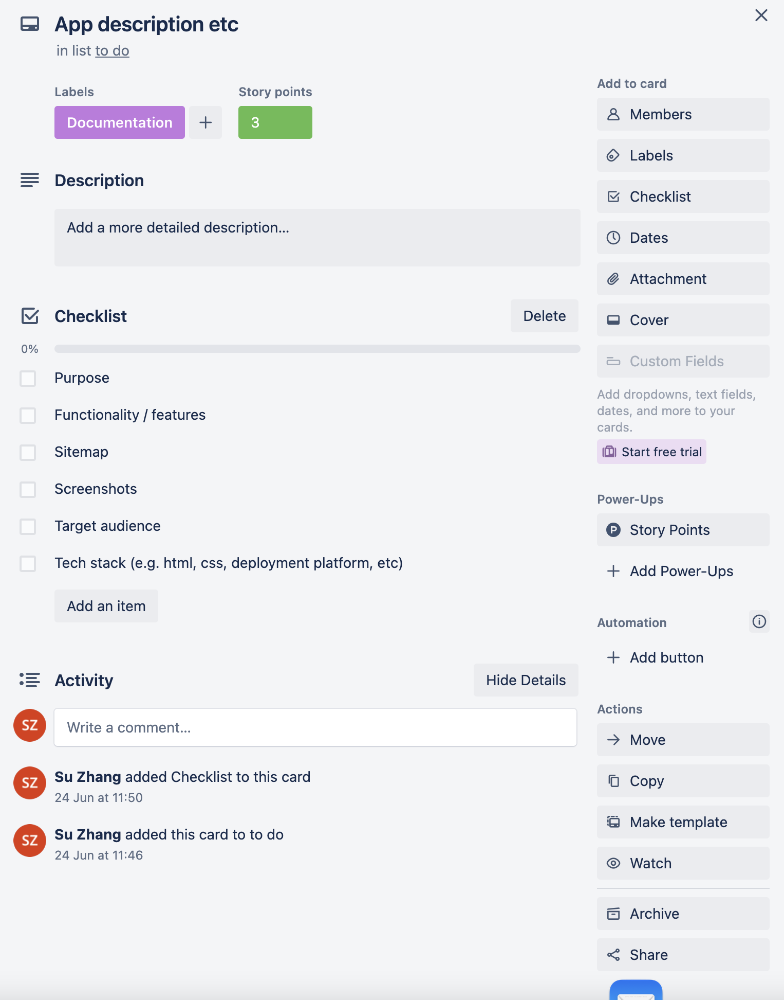 App description etc
in list to do
Labels
Story points
Documentation
3
Description
Add a more detailed description...
Checklist
Delete
0%
Purpose
Functionality / features
Sitemap
Screenshots
Target audience
Tech stack (e.g. html, css, deployment platform, etc)
Add an item
Activity
Hide Details
SZ
Write a comment...
SZ
Su Zhang added Checklist to this card
24 Jun at 11:50
SZ
Su Zhang added this card to to do
24 Jun at 11:46
Add to card
Members
Labels
Checklist
Dates
Attachment
Cover
Custom Fields
Add dropdowns, text fields,
dates, and more to your
cards.
Start free trial
Power-Ups
P
Story Points
Add Power-Ups
Automation
Add button
Actions
Move
Copy
Make template
Watch
Archive
Share